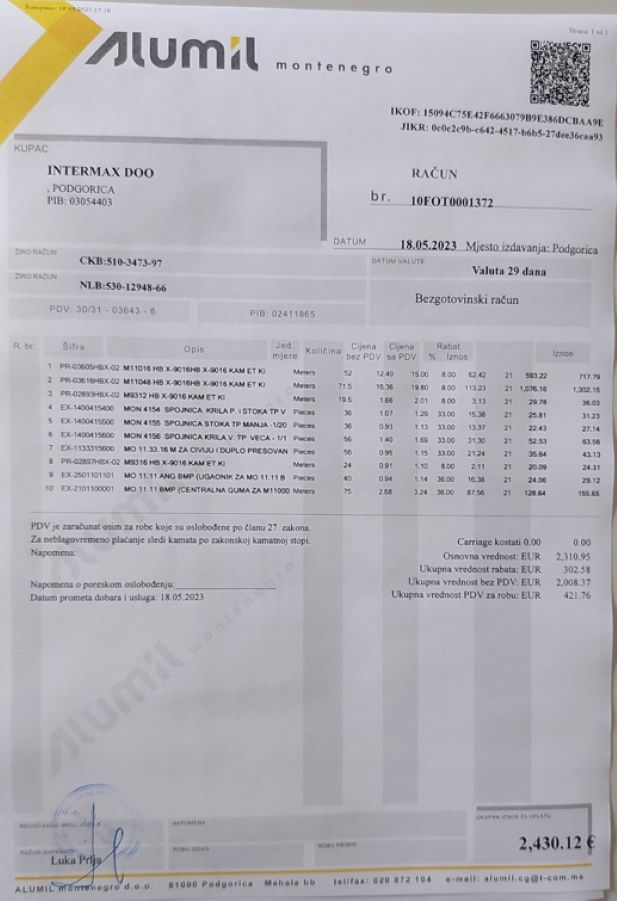 Štampano: 18.05.2023 17:18
Strana 1 od 1
ALUMIL montenegro
IKOF: 15094C75E42F6663079B9E386DCBAA9E
JIKR: 0c0e2c9b-c642-4517-b6b5-27dee36caa93
KUPAC
INTERMAX DOO
, PODGORICA
PIB: 03054403
RAČUN
br. 10FOT0001372
DATUM 18.05.2023 Mjesto izdavanja: Podgorica
ŽIRO RAČUN CKB:510-3473-97
DATUM VALUTE Valuta 29 dana
ŽIRO RAČUN NLB:530-12948-66
Bezgotovinski račun
PDV: 30/31 - 03643 - 6 PIB: 02411865
R. br. Šifra Opis Jed. mjere Količina Cijena bez PDV Cijena sa PDV Rabat % Iznos Iznos
1 PR-03605HBX-02 M11016 HB X-9016HB X-9016 KAM ET KI Meters 52 12.40 15.00 8.00 62.42 21 593.22 717.79
2 PR-03616HBX-02 M11048 HB X-9016HB X-9016 KAM ET KI Meters 71.5 16.36 19.80 8.00 113.23 21 1,076.16 1,302.15
3 PR-02893HBX-02 M9312 HB X-9016 KAM ET KI Meters 19.5 1.66 2.01 8.00 3.13 21 29.78 36.03
4 EX-1400415400 MON 4154 SPOJNICA KRILA P. I STOKA TP V Pieces 36 1.07 1.29 33.00 15.38 21 25.81 31.23
5 EX-1400415500 MON 4155 SPOJNICA STOKA TP MANJA -1/20 Pieces 36 0.93 1.13 33.00 13.37 21 22.43 27.14
6 EX-1400415600 MON 4156 SPOJNICA KRILA V. TP VECA - 1/1 Pieces 56 1.40 1.69 33.00 31.30 21 52.53 63.56
7 EX-1133315600 MO 11.33.16 M ZA CIVIJU I DUPLO PRESOVAN Pieces 56 0.95 1.15 33.00 21.24 21 35.64 43.13
8 PR-02897HBX-02 M9316 HB X-9016 KAM ET KI Meters 24 0.91 1.10 8.00 2.11 21 20.09 24.31
9 EX-2501101101 MO 11.11 ANG BMP (UGAONIK ZA MO 11.11 B Pieces 40 0.94 1.14 36.00 16.38 21 24.06 29.12
10 EX-2101100001 MO 11.11 BMP (CENTRALNA GUMA ZA M11000 Meters 75 2.68 3.24 36.00 87.56 21 128.64 155.65
PDV je zaračunat osim za robe koje su oslobođene po članu 27. zakona.
Za neblagovremeno plaćanje sledi kamata po zakonskoj kamatnoj stopi.
Napomena:
Carriage kostati 0.00 0.00
Osnovna vrednost: EUR 2,310.95
Ukupna vrednost rabata: EUR 302.58
Ukupna vrednost bez PDV: EUR 2,008.37
Ukupna vrednost PDV za robu: EUR 421.76
Napomena o poreskom oslobođenju:
Datum prometa dobara i usluga: 18.05.2023
ALUMIL montenegro
REGISTARSKI BROJ VOZILA
NAPOMENA
UKUPAN IZNOS ZA UPLATU
2,430.12 €
RAČUN NAPRAVIO
Luka Prlja
ROBU IZDAO
ROBU PRIMIO
ALUMIL montenegro d.o.o. 81000 Podgorica Mahala bb tel/fax: 020 872 104 e-mail: alumil.cg@t-com.me